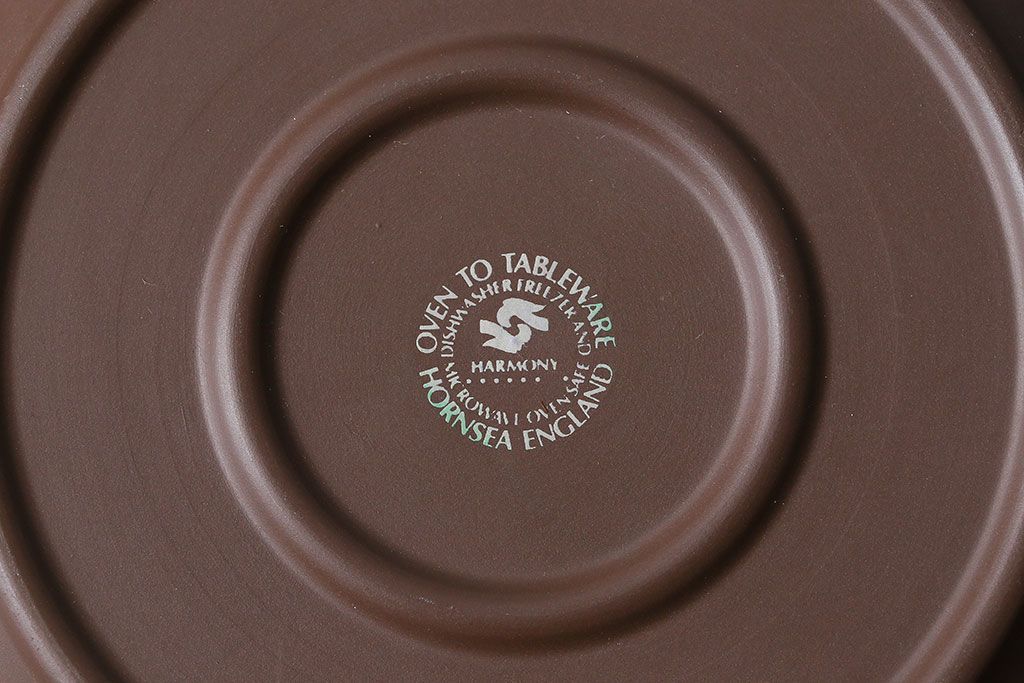 OVEN TO TABLEWARE
DISHWASHER FREEZER AND
HARMONY
MICROWAVE OVEN SAFE
HORNSEA ENGLAND